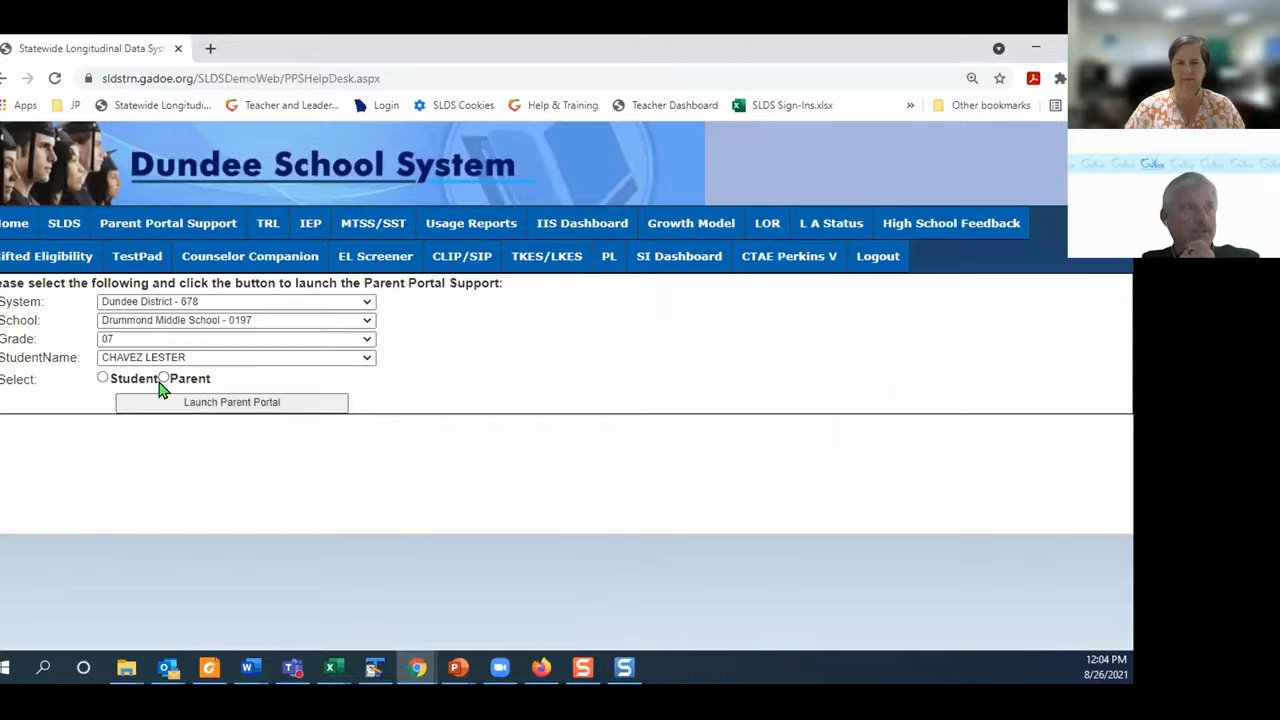 Statewide Longitudinal Data Sys
sldstrn.gadoe.org/SLDSDemoWeb/PPSHelpDesk.aspx
Apps JP Statewide Longitudi... Teacher and Leader... Login SLDS Cookies Help & Training Teacher Dashboard SLDS Sign-Ins.xlsx » Other bookmarks
Dundee School System
ome SLDS Parent Portal Support TRL IEP MTSS/SST Usage Reports IIS Dashboard Growth Model LOR L A Status High School Feedback
ifted Eligibility TestPad Counselor Companion EL Screener CLIP/SIP TKES/LKES PL SI Dashboard CTAE Perkins V Logout
ease select the following and click the button to launch the Parent Portal Support:
System: Dundee District - 678
School: Drummond Middle School - 0197
Grade: 07
StudentName: CHAVEZ LESTER
Select: Student Parent
Launch Parent Portal
12:04 PM
8/26/2021